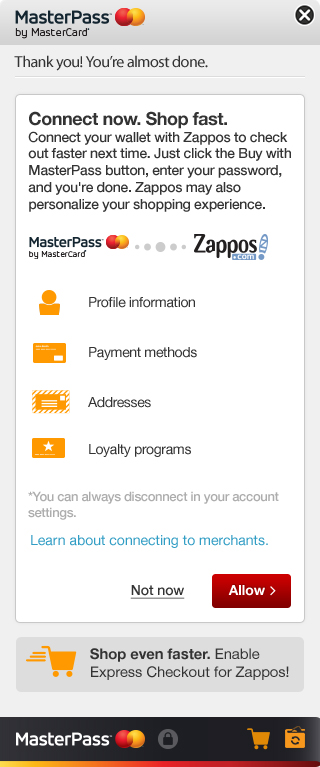 MasterPass
by MasterCard
Thank you! You're almost done.
Connect now. Shop fast.
Connect your wallet with Zappos to check
out faster next time. Just click the Buy with
MasterPass button, enter your password,
and you're done. Zappos may also
personalize your shopping experience.
MasterPass
by MasterCard
Zappos
.com
Profile information
Payment methods
Addresses
Loyalty programs
*You can always disconnect in your account
settings.
Learn about connecting to merchants.
Not now
Allow >
Shop even faster. Enable
Express Checkout for Zappos!
MasterPass